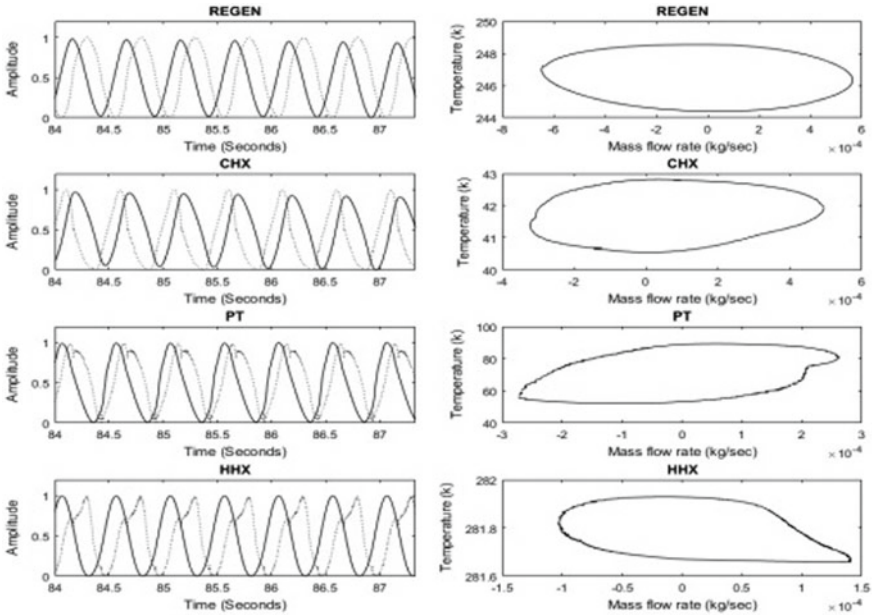 REGEN
Amplitude
1
0.5
0
84 84.5 85 85.5 86 86.5 87
Time (Seconds)
REGEN
Temperature (k)
250
248
246
244
-8 -6 -4 -2 0 2 4 6
Mass flow rate (kg/sec) × 10-4
CHX
Amplitude
1
0.5
0
84 84.5 85 85.5 86 86.5 87
Time (Seconds)
CHX
Temperature (k)
43
42
41
40
-4 -2 0 2 4 6
Mass flow rate (kg/sec) × 10-4
PT
Amplitude
1
0.5
0
84 84.5 85 85.5 86 86.5 87
Time (Seconds)
PT
Temperature (k)
100
80
60
40
-3 -2 -1 0 1 2 3
Mass flow rate (kg/sec) × 10-4
HHX
Amplitude
1
0.5
0
84 84.5 85 85.5 86 86.5 87
Time (Seconds)
HHX
Temperature (k)
282
281.8
281.6
-1.5 -1 -0.5 0 0.5 1 1.5
Mass flow rate (kg/sec) × 10-4